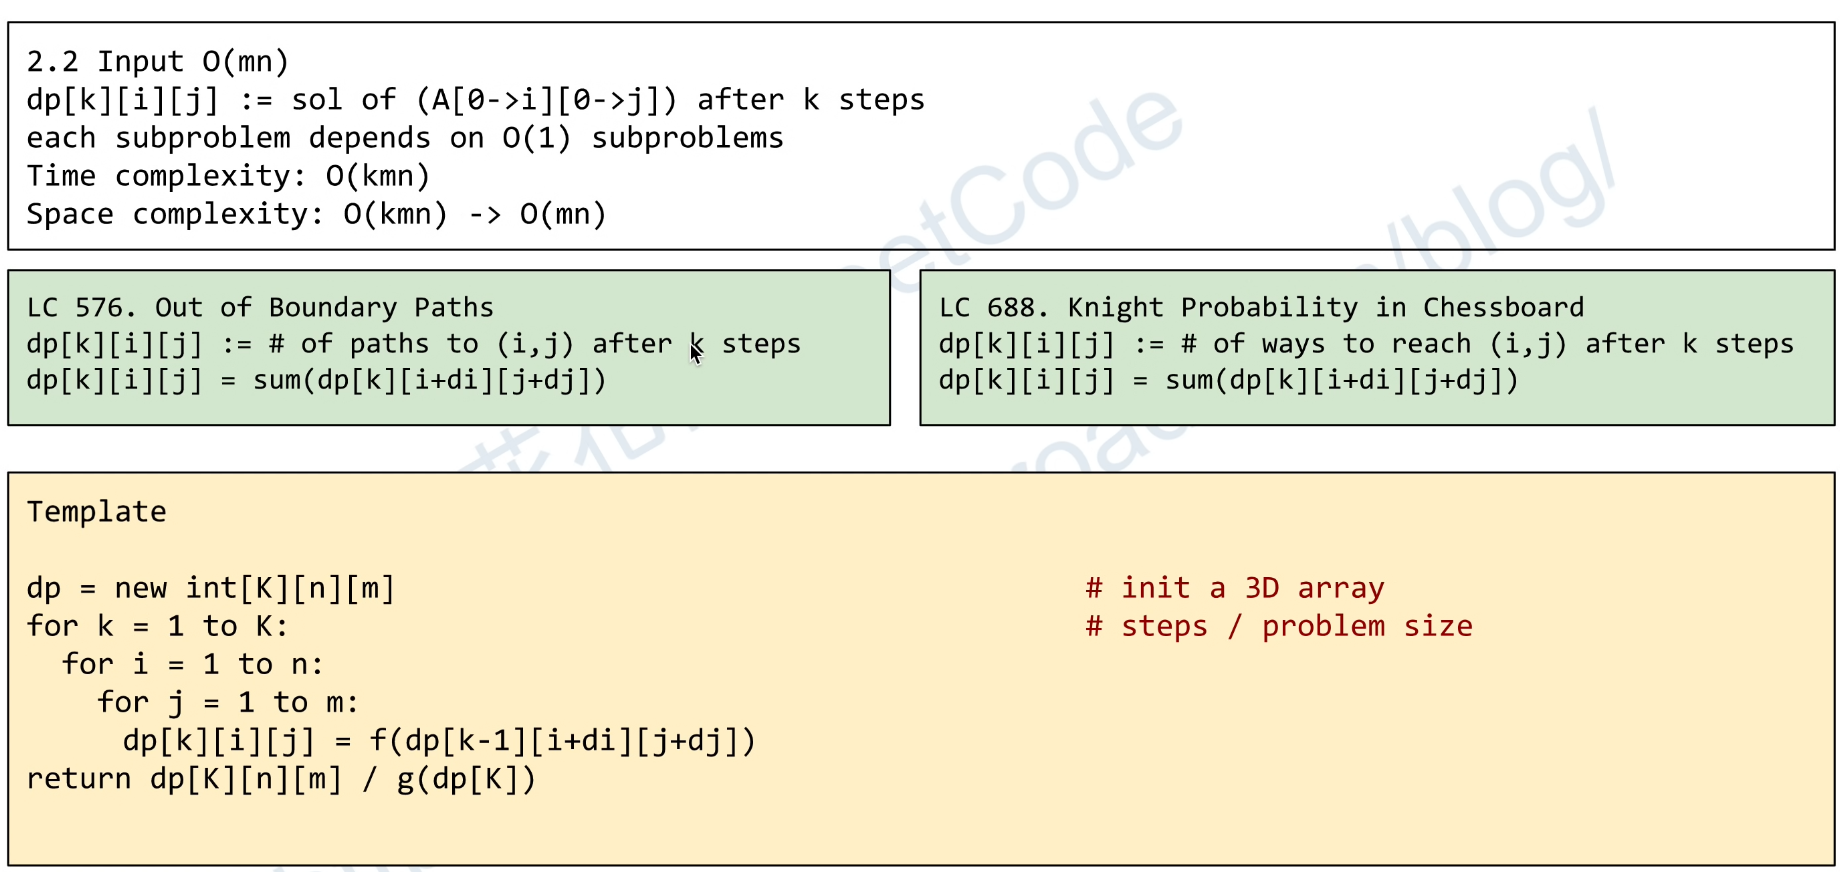 2.2 Input O(mn)
dp[k][i][j] := sol of (A[0->i][0->j]) after k steps
each subproblem depends on O(1) subproblems
Time complexity: O(kmn)
Space complexity: O(kmn) -> O(mn)
LC 576. Out of Boundary Paths
dp[k][i][j] := # of paths to (i,j) after k steps
dp[k][i][j] = sum(dp[k][i+di][j+dj])
LC 688. Knight Probability in Chessboard
dp[k][i][j] := # of ways to reach (i,j) after k steps
dp[k][i][j] = sum(dp[k][i+di][j+dj])
Template
dp = new int[K][n][m] # init a 3D array
for k = 1 to K: # steps / problem size
for i = 1 to n:
for j = 1 to m:
dp[k][i][j] = f(dp[k-1][i+di][j+dj])
return dp[K][n][m] / g(dp[K])
etCode
/blog/